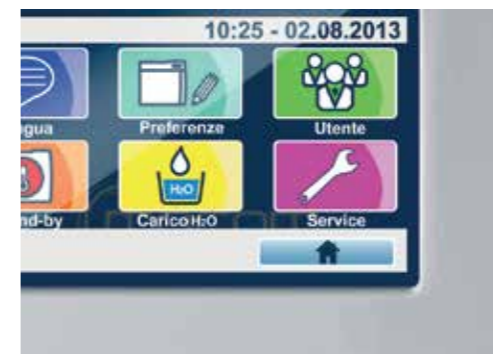 10:25 - 02.08.2013
gua Preferenze Utente
H₂O
nd-by Carico H₂O Service